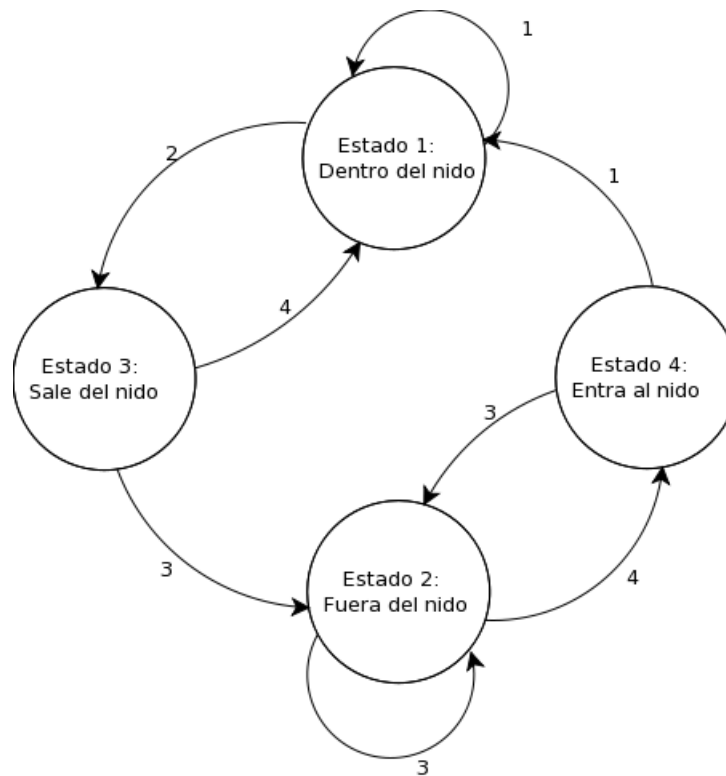 1
Estado 1:
Dentro del nido
2
1
4
Estado 3:
Sale del nido
Estado 4:
Entra al nido
3
3
Estado 2:
Fuera del nido
4
3